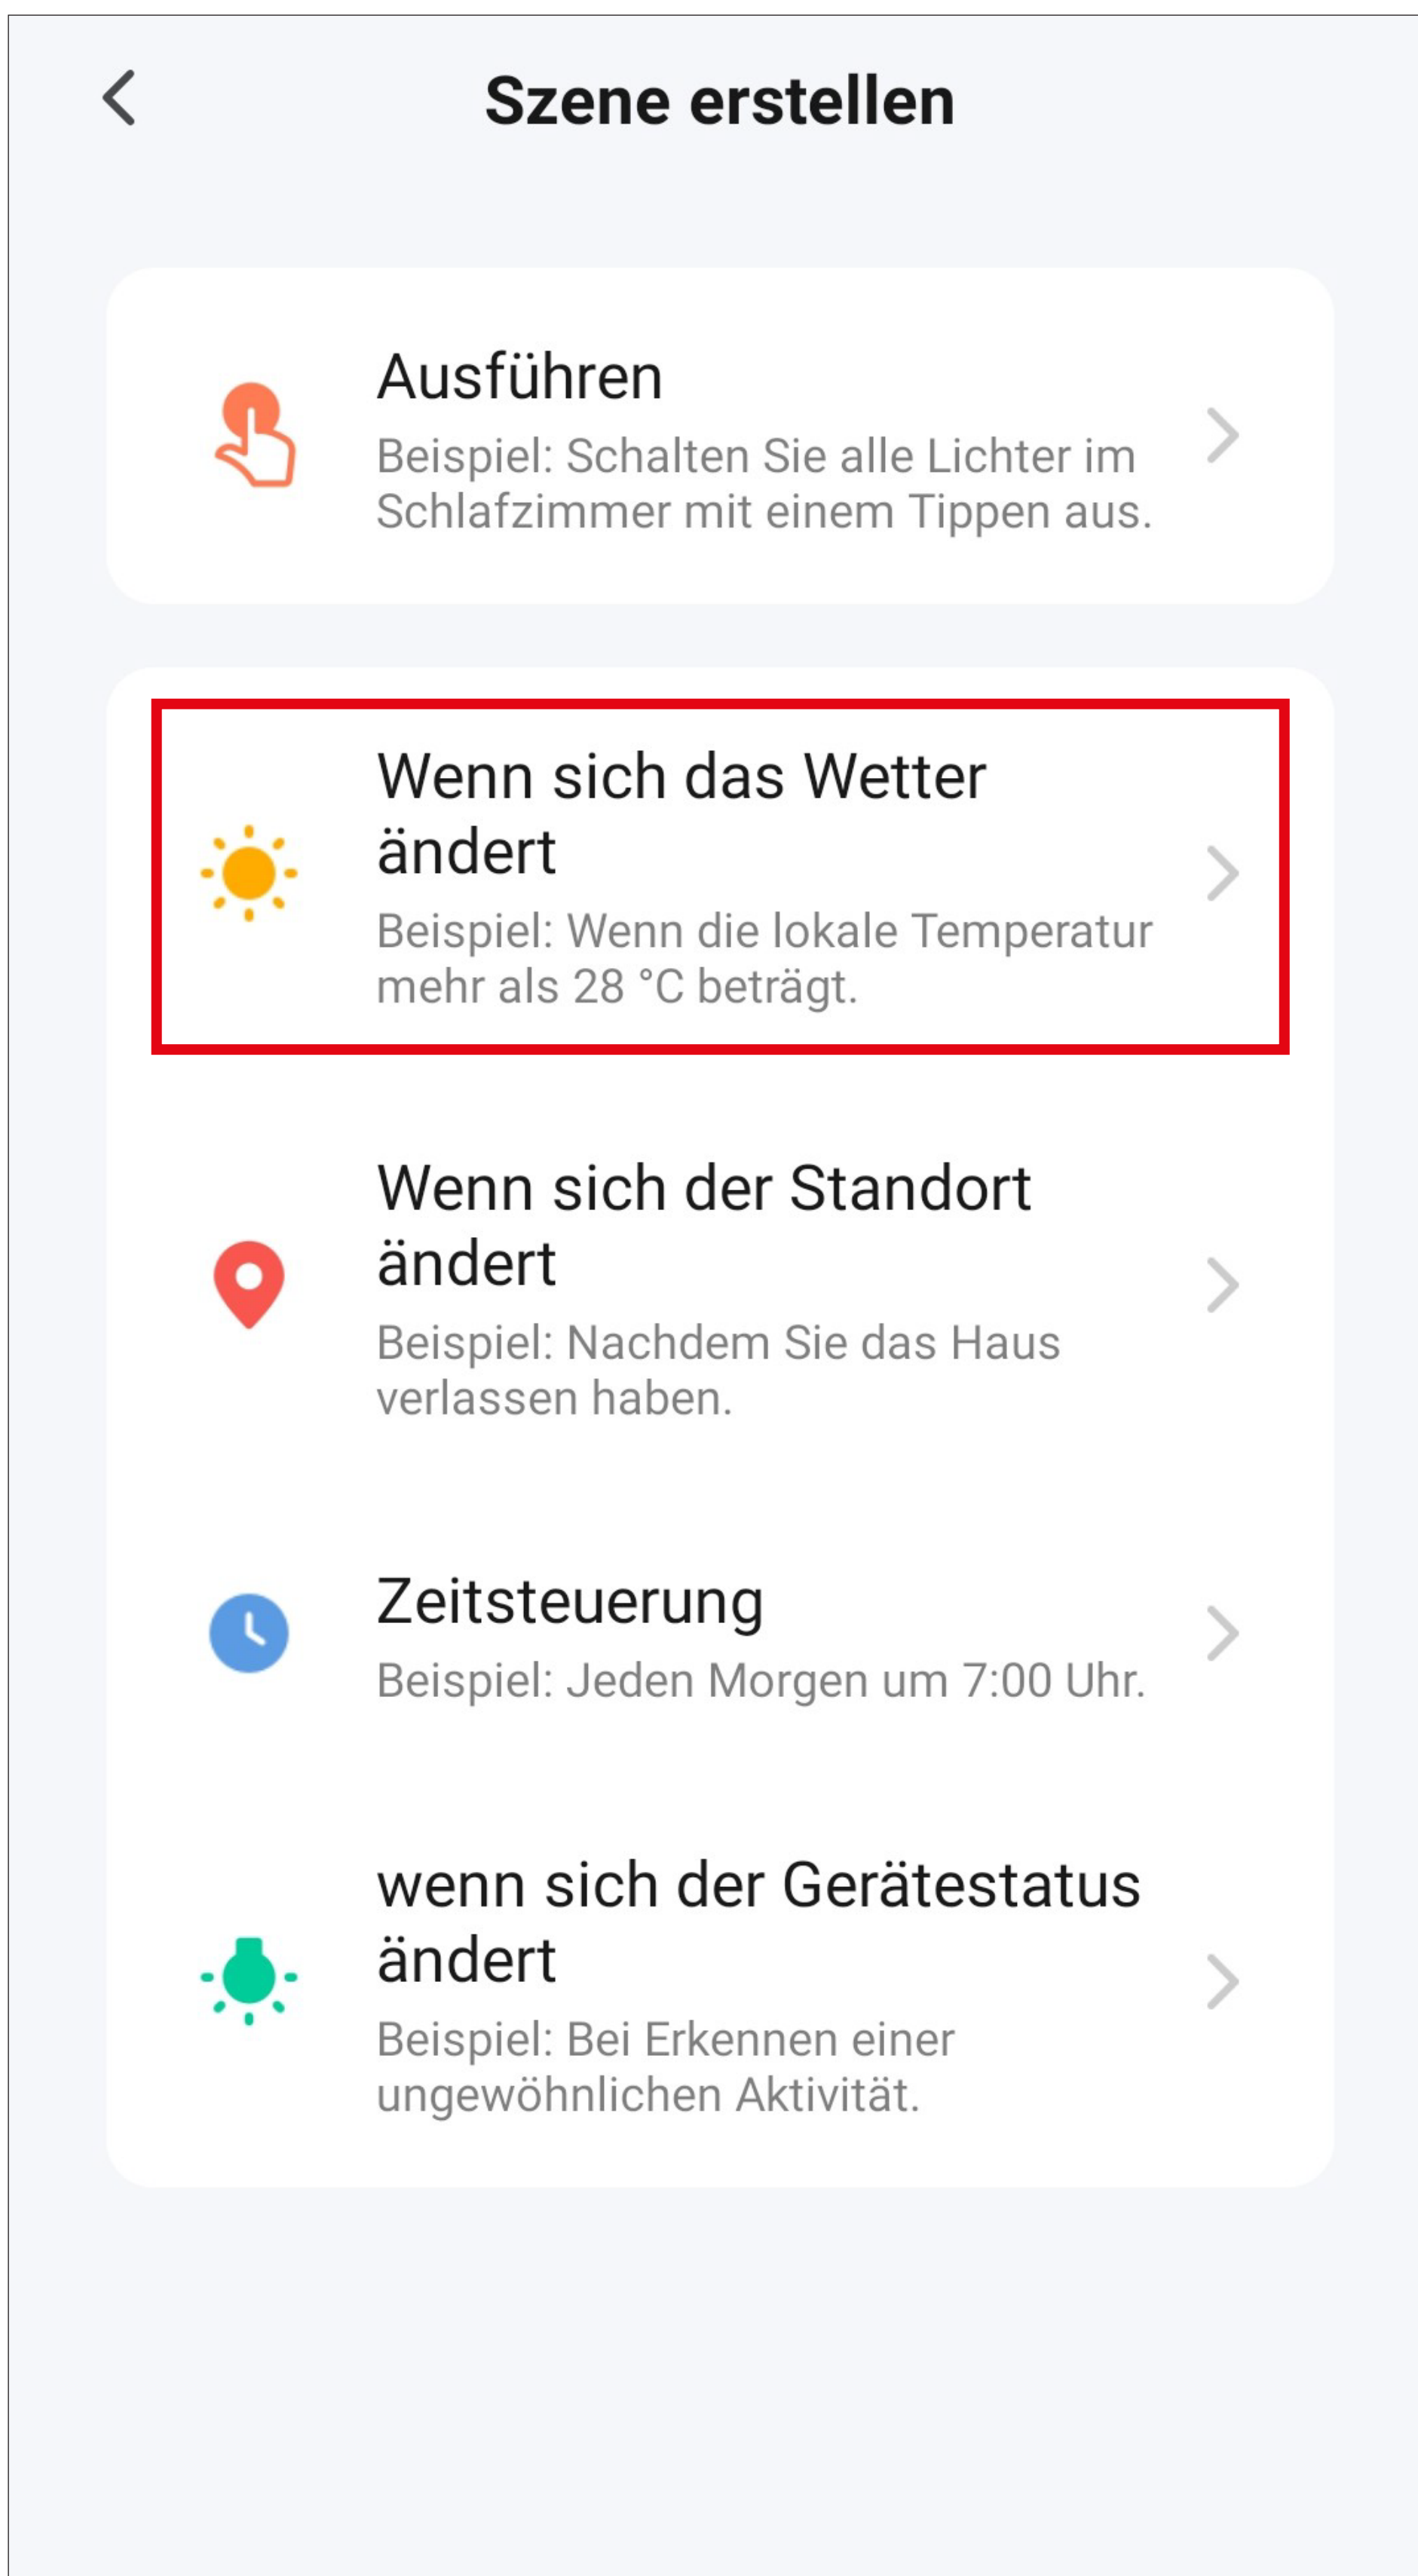 Szene erstellen
Ausführen
Beispiel: Schalten Sie alle Lichter im
Schlafzimmer mit einem Tippen aus.
Wenn sich das Wetter
ändert
Beispiel: Wenn die lokale Temperatur
mehr als 28 °C beträgt.
Wenn sich der Standort
ändert
Beispiel: Nachdem Sie das Haus
verlassen haben.
Zeitsteuerung
Beispiel: Jeden Morgen um 7:00 Uhr.
wenn sich der Gerätestatus
ändert
Beispiel: Bei Erkennen einer
ungewöhnlichen Aktivität.